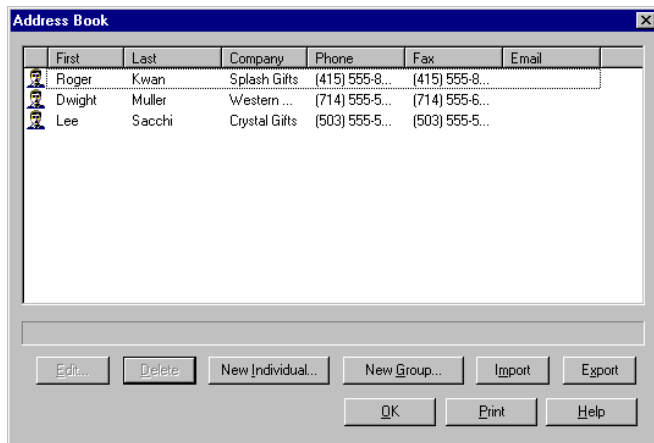 Address Book
First Last Company Phone Fax Email
Roger Kwan Splash Gifts (415) 555-8... (415) 555-8...
Dwight Muller Western ... (714) 555-5... (714) 555-6...
Lee Sacchi Crystal Gifts (503) 555-5... (503) 555-5...
Edit... Delete New Individual... New Group... Import Export
OK Print Help